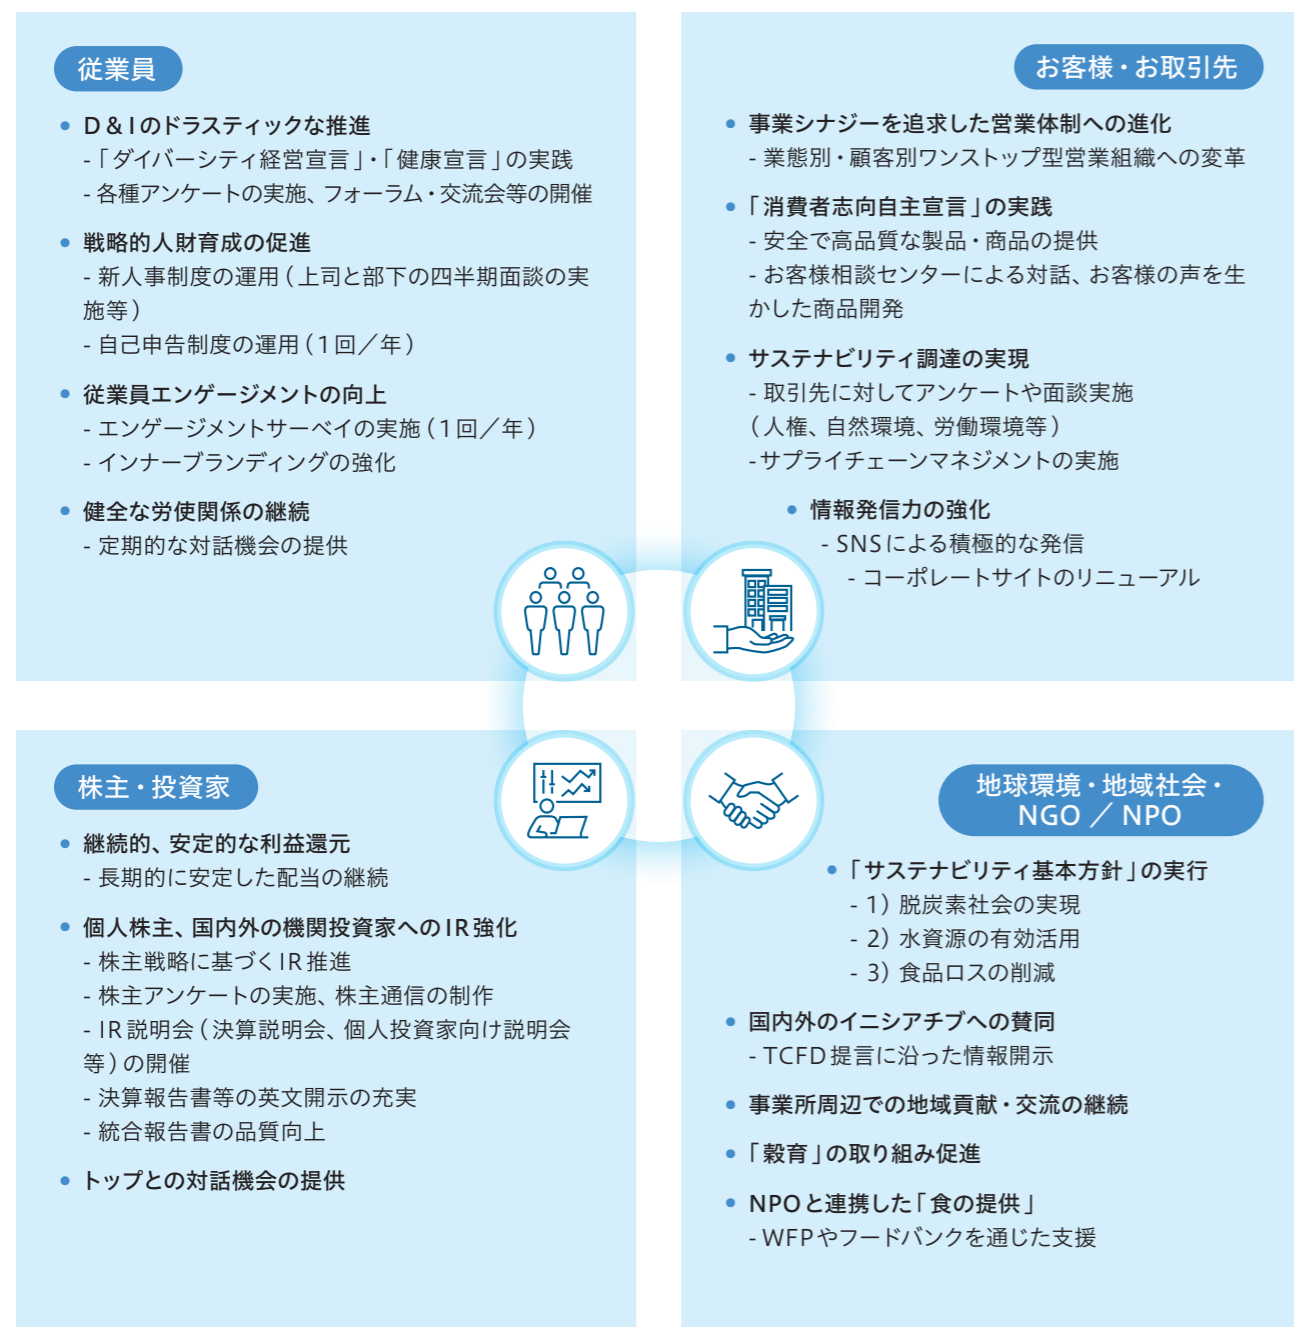 従業員
• D＆Iのドラスティックな推進
-「ダイバーシティ経営宣言」・「健康宣言」の実践
- 各種アンケートの実施、フォーラム・交流会等の開催
• 戦略的人財育成の促進
- 新人事制度の運用（上司と部下の四半期面談の実
施等）
- 自己申告制度の運用（1回／年）
• 従業員エンゲージメントの向上
- エンゲージメントサーベイの実施（1回／年）
- インナーブランディングの強化
• 健全な労使関係の継続
- 定期的な対話機会の提供
お客様・お取引先
• 事業シナジーを追求した営業体制への進化
- 業態別・顧客別ワンストップ型営業組織への変革
•「消費者志向自主宣言」の実践
- 安全で高品質な製品・商品の提供
- お客様相談センターによる対話、お客様の声を生
かした商品開発
• サステナビリティ調達の実現
- 取引先に対してアンケートや面談実施
（人権、自然環境、労働環境等）
-サプライチェーンマネジメントの実施
• 情報発信力の強化
- SNSによる積極的な発信
- コーポレートサイトのリニューアル
株主・投資家
• 継続的、安定的な利益還元
- 長期的に安定した配当の継続
• 個人株主、国内外の機関投資家へのIR強化
- 株主戦略に基づくIR推進
- 株主アンケートの実施、株主通信の制作
- IR説明会（決算説明会、個人投資家向け説明会
等）の開催
- 決算報告書等の英文開示の充実
- 統合報告書の品質向上
• トップとの対話機会の提供
地球環境・地域社会・
NGO ／ NPO
•「サステナビリティ基本方針」の実行
- 1）脱炭素社会の実現
- 2）水資源の有効活用
- 3）食品ロスの削減
• 国内外のイニシアチブへの賛同
- TCFD提言に沿った情報開示
• 事業所周辺での地域貢献・交流の継続
•「穀育」の取り組み促進
• NPOと連携した「食の提供」
- WFPやフードバンクを通じた支援